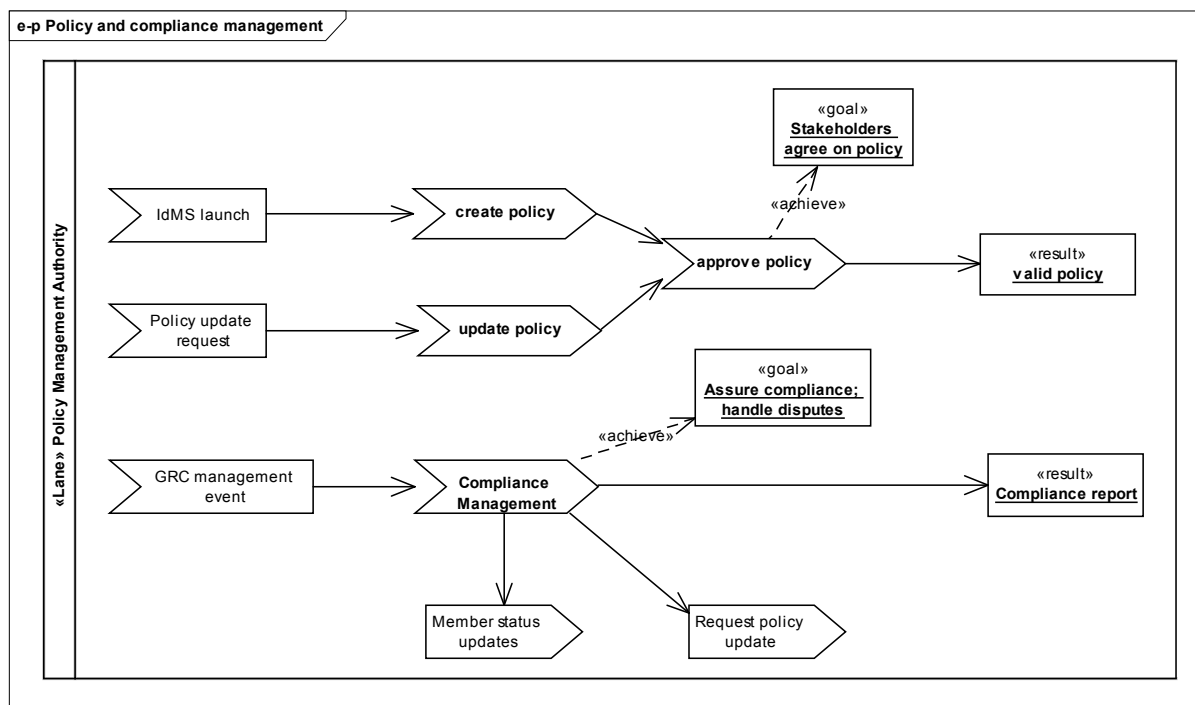 e-p Policy and compliance management
«Lane» Policy Management Authority
«goal»
Stakeholders
agree on policy
«achieve»
IdMS launch
create policy
approve policy
«result»
valid policy
Policy update
request
update policy
«goal»
Assure compliance;
handle disputes
«achieve»
GRC management
event
Compliance
Management
«result»
Compliance report
Member status
updates
Request policy
update